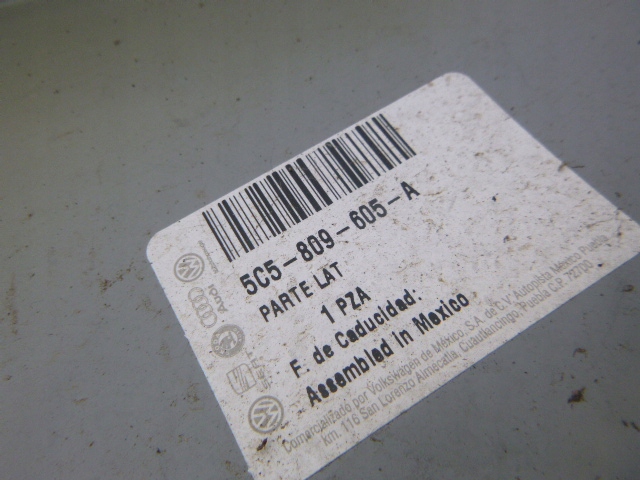 5C5-809-605-A
PARTE LAT
1 PZA
F. de Caducidad:
Assembled in Mexico
Comercializado por Volkswagen de México, S.A. de C.V. Autopista México Puebla
km. 116 San Lorenzo Almecatla, Cuautlancingo, Puebla C.P. 72700
Audi